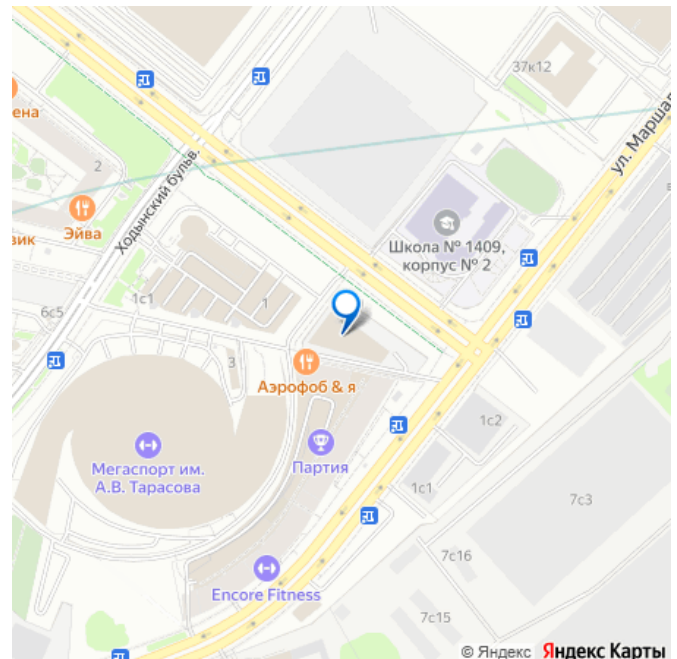 37к12
ена
ул. Маршал
2
Ходынский бульв.
Эйва
вик
Школа № 1409,
корпус № 2
1с1
1
6с5
3
Аэрофоб & я
Мегаспорт им.
А.В. Тарасова
Партия
1с2
1с1
7с3
7с16
Encore Fitness
7с15
© Яндекс Яндекс Карты